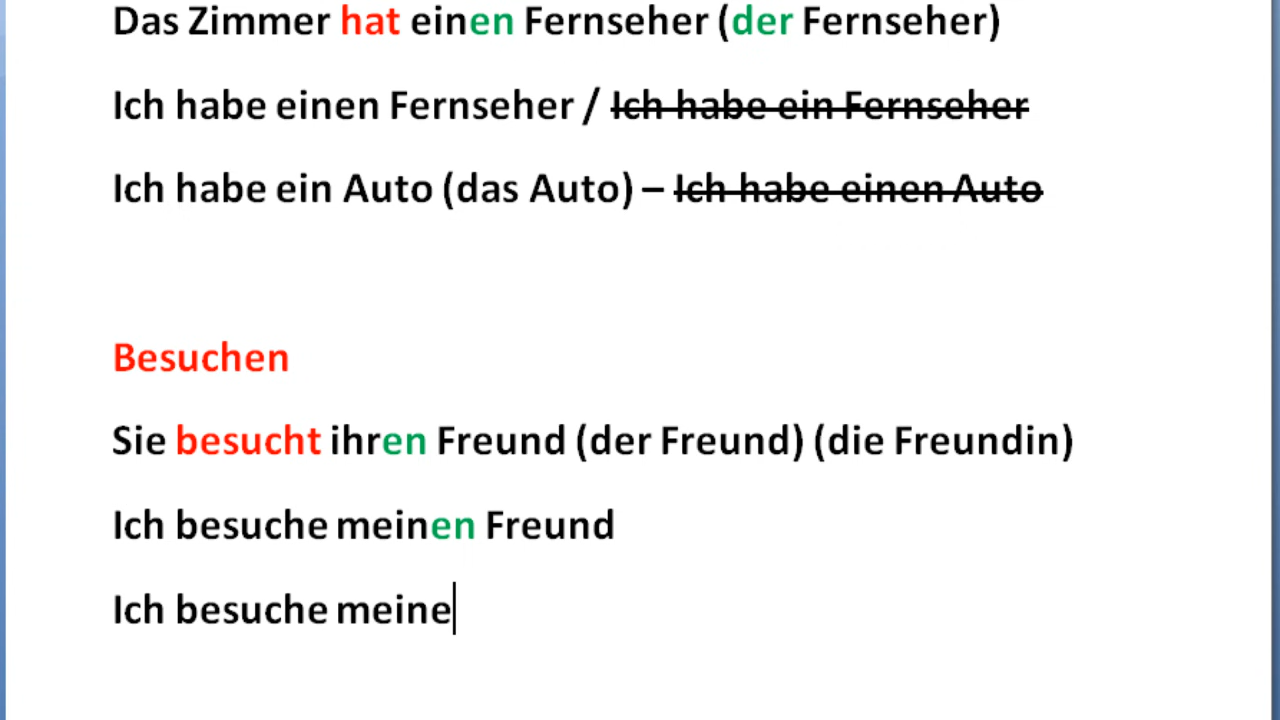 Das Zimmer hat einen Fernseher (der Fernseher)
Ich habe einen Fernseher / Ich habe ein Fernseher
Ich habe ein Auto (das Auto) – Ich habe einen Auto
Besuchen
Sie besucht ihren Freund (der Freund) (die Freundin)
Ich besuche meinen Freund
Ich besuche meine